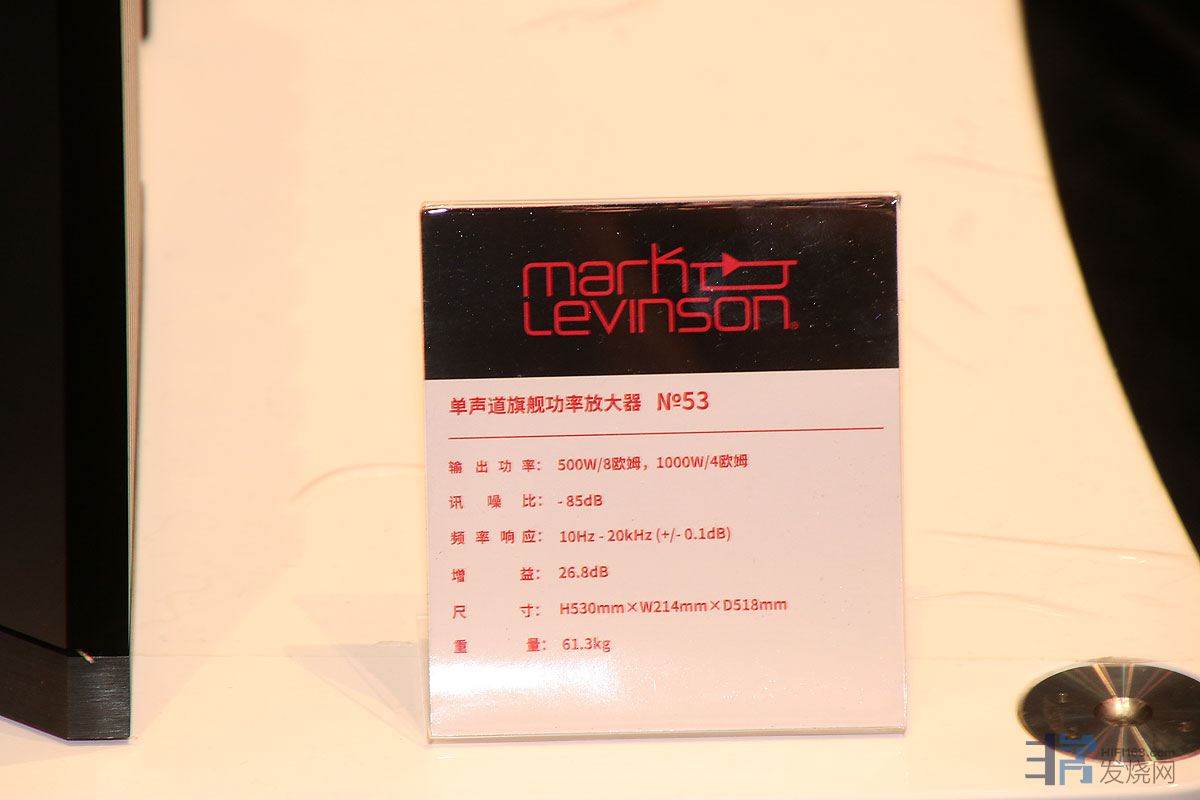 mark
Levinson®
单声道旗舰功率放大器 №53
输出功率： 500W/8欧姆，1000W/4欧姆
讯噪比： - 85dB
频率响应： 10Hz - 20kHz (+/- 0.1dB)
增益： 26.8dB
尺寸： H530mm×W214mm×D518mm
重量： 61.3kg
HIFI168.com
发烧网